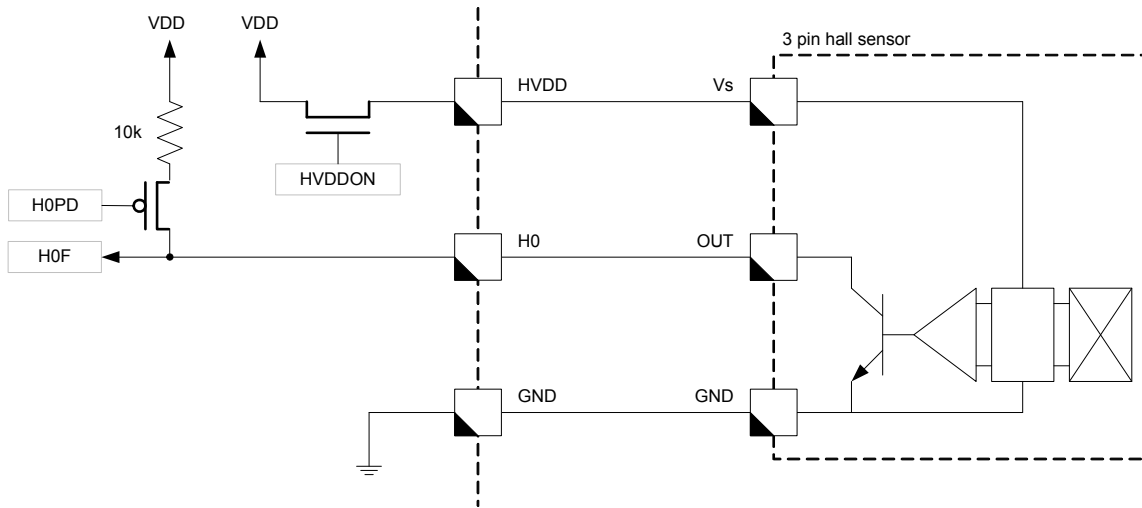 VDD
VDD
3 pin hall sensor
HVDD
Vs
10k
HVDDON
H0PD
H0
OUT
H0F
GND
GND